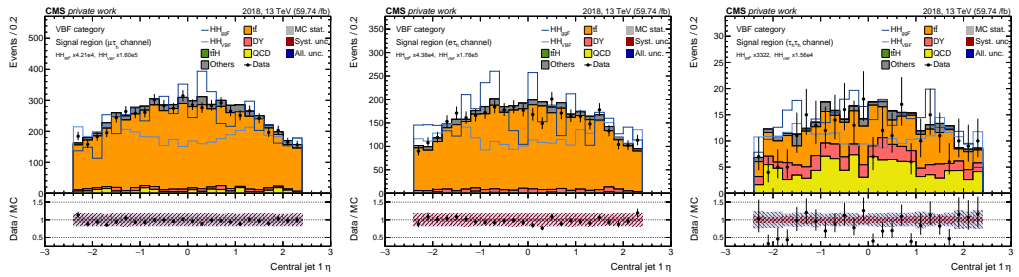 CMS private work 2018, 13 TeV (59.74 /fb)
Events / 0.2
VBF category
Signal region (μτh channel)
HHggF x4.21e4, HHVBF x1.60e5
HHggF tt̄ MC stat.
HHVBF DY Syst. unc.
tt̄H QCD All. unc.
Others Data
500
400
300
200
100
0
Data / MC
1.5
1
0.5
−3 −2 −1 0 1 2 3
Central jet 1 η
CMS private work 2018, 13 TeV (59.74 /fb)
Events / 0.2
VBF category
Signal region (eτh channel)
HHggF x4.38e4, HHVBF x1.78e5
HHggF tt̄ MC stat.
HHVBF DY Syst. unc.
tt̄H QCD All. unc.
Others Data
350
300
250
200
150
100
50
0
Data / MC
1.5
1
0.5
−3 −2 −1 0 1 2 3
Central jet 1 η
CMS private work 2018, 13 TeV (59.74 /fb)
Events / 0.2
VBF category
Signal region (τhτh channel)
HHggF x3322, HHVBF x1.56e4
HHggF tt̄ MC stat.
HHVBF DY Syst. unc.
tt̄H QCD All. unc.
Others Data
35
30
25
20
15
10
5
0
Data / MC
1.5
1
0.5
−3 −2 −1 0 1 2 3
Central jet 1 η